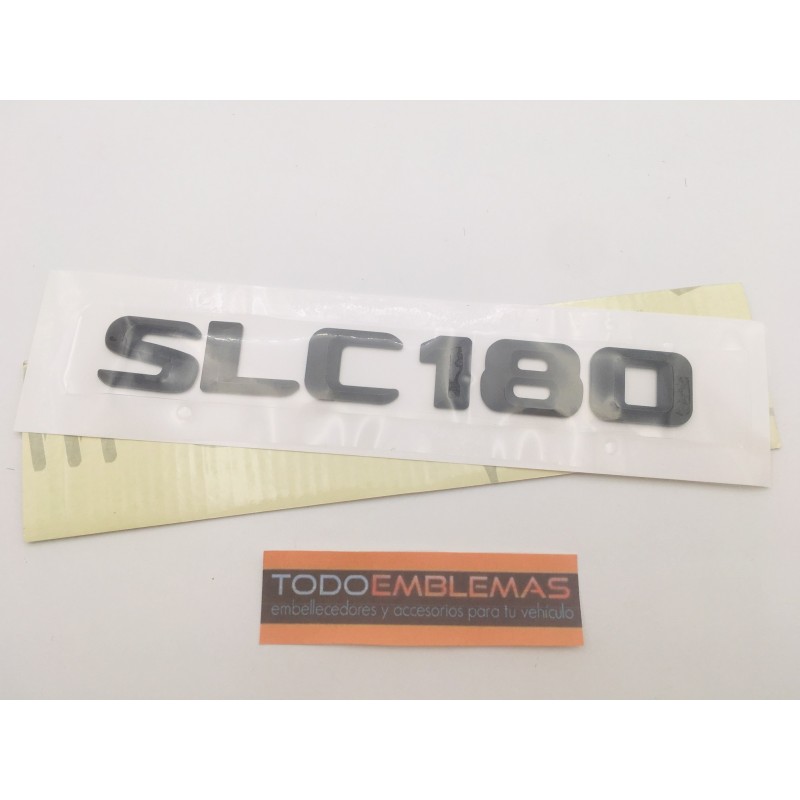 SLC180
TODOEMBLEMAS
embellecedores y accesorios para tu vehículo